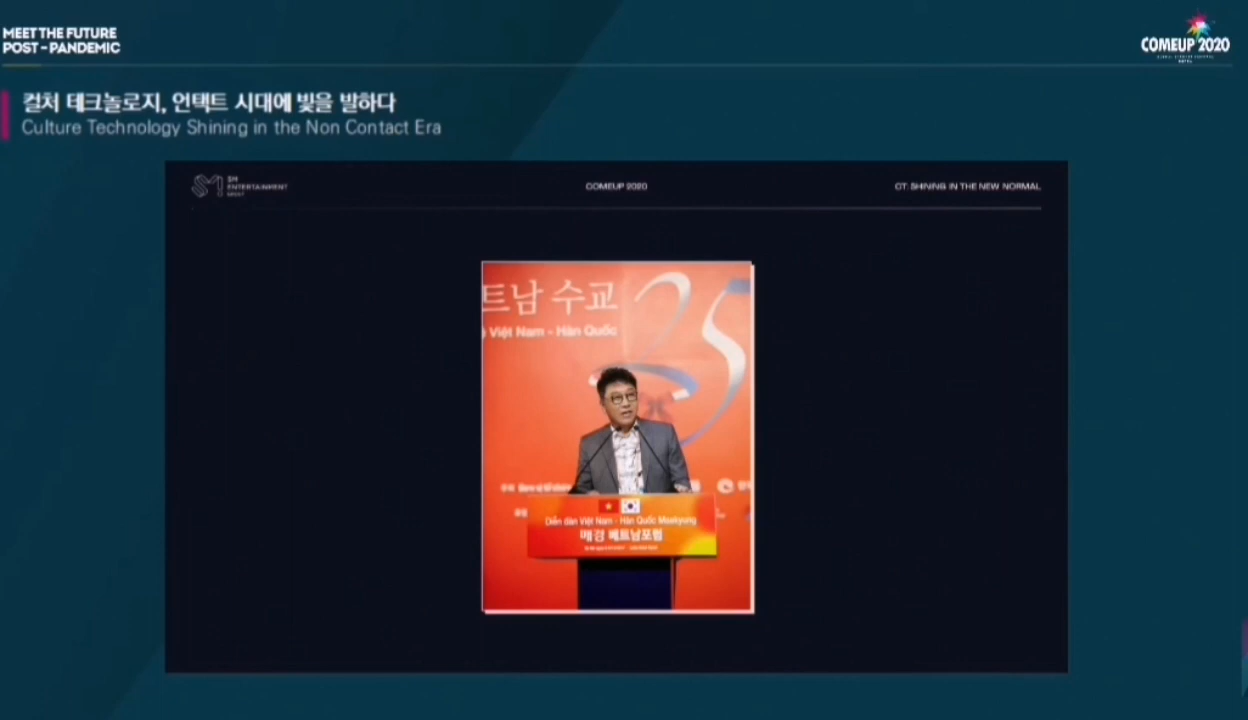 MEET THE FUTURE
POST - PANDEMIC
COMEUP 2020
컬처 테크놀로지, 언택트 시대에 빛을 발하다
Culture Technology Shining in the Non Contact Era
SM
ENTERTAINMENT
GROUP
COMEUP 2020
CT. SHINING IN THE NEW NORMAL
트남 수교
Việt Nam - Hàn Quốc
35
Diễn đàn Việt Nam - Hàn Quốc Maekyung
매경 베트남포럼